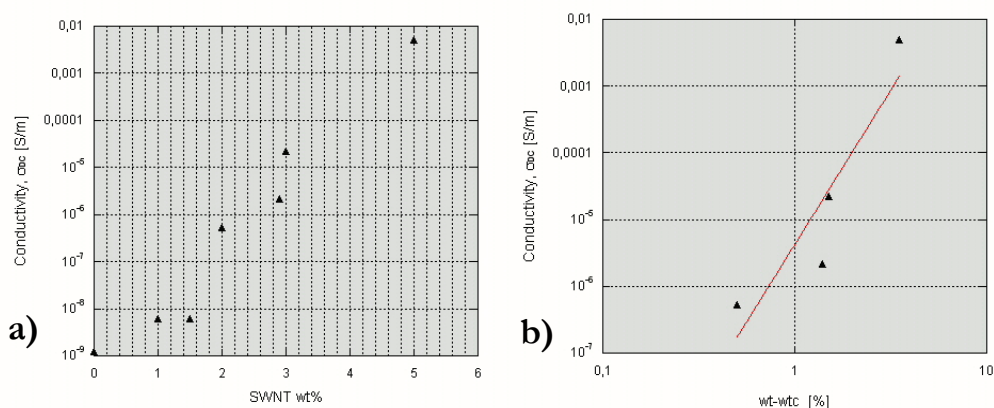 0,01
0,001
0,0001
10⁻⁵
10⁻⁶
10⁻⁷
10⁻⁸
10⁻⁹
Conductivity, σDC [S/m]
0 1 2 3 4 5 6
SWNT wt%
a)
0,01
0,001
0,0001
10⁻⁵
10⁻⁶
10⁻⁷
Conductivity, σDC [S/m]
0,1 1 10
wt-wtc [%]
b)